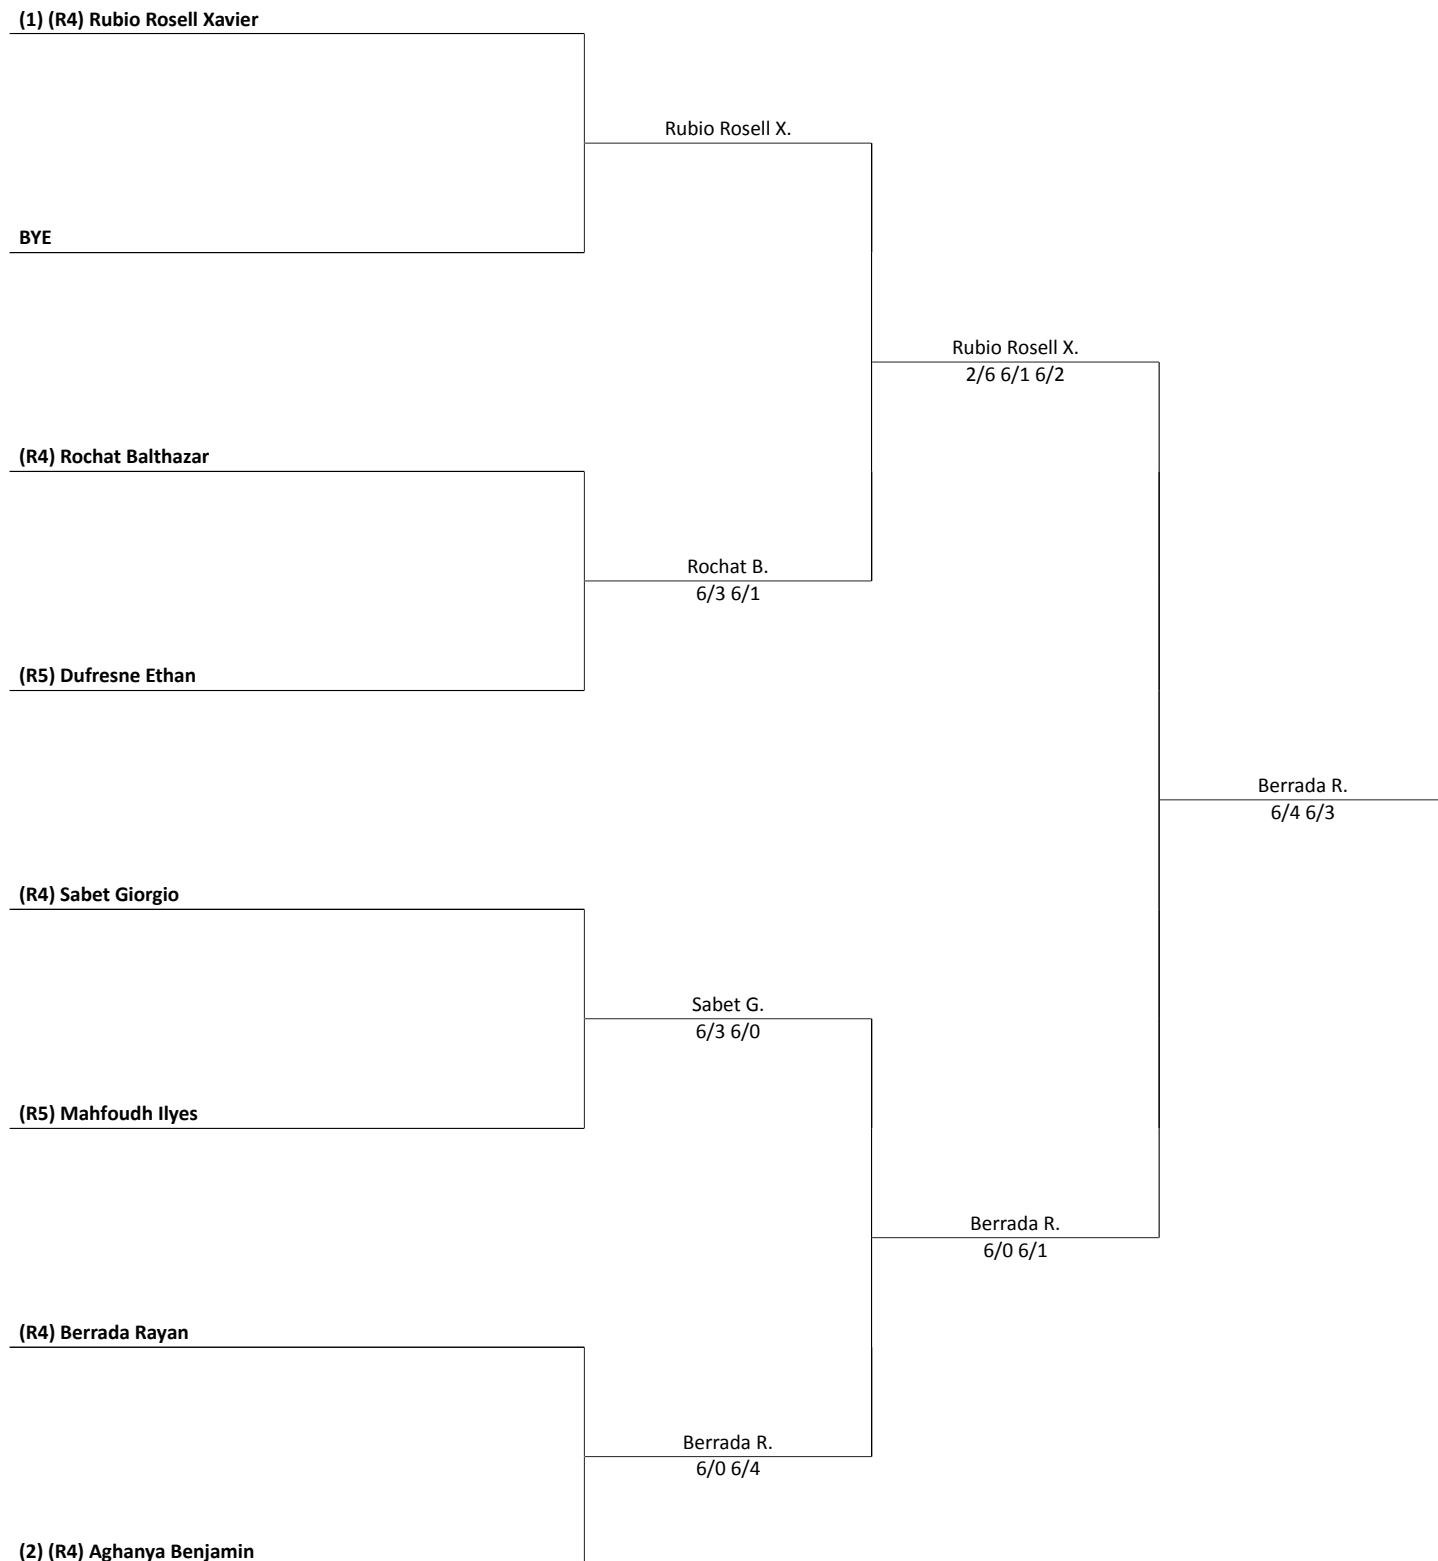 (1) (R4) Rubio Rosell Xavier
Rubio Rosell X.
BYE
Rubio Rosell X.
2/6 6/1 6/2
(R4) Rochat Balthazar
Rochat B.
6/3 6/1
(R5) Dufresne Ethan
Berrada R.
6/4 6/3
(R4) Sabet Giorgio
Sabet G.
6/3 6/0
(R5) Mahfoudh Ilyes
Berrada R.
6/0 6/1
(R4) Berrada Rayan
Berrada R.
6/0 6/4
(2) (R4) Aghanya Benjamin